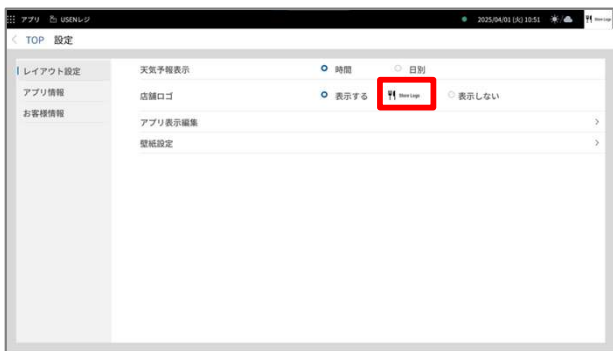 アプリ USENレジ 2025/04/01 (火) 10:51 Store Logo
TOP 設定
レイアウト設定 天気予報表示 時間 日別
アプリ情報 店舗ロゴ 表示する Store Logo 表示しない
お客様情報 アプリ表示編集
壁紙設定